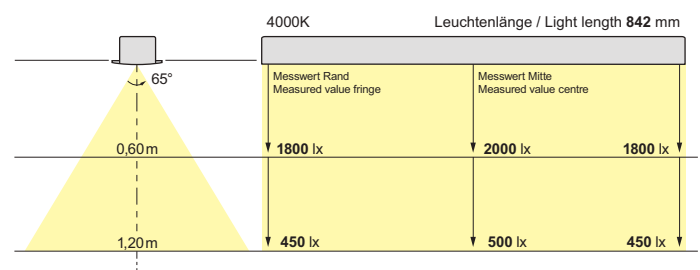 4000K
Leuchtenlänge / Light length 842 mm
65°
Messwert Rand
Measured value fringe
Messwert Mitte
Measured value centre
0,60m
1800 lx
2000 lx
1800 lx
1,20m
450 lx
500 lx
450 lx